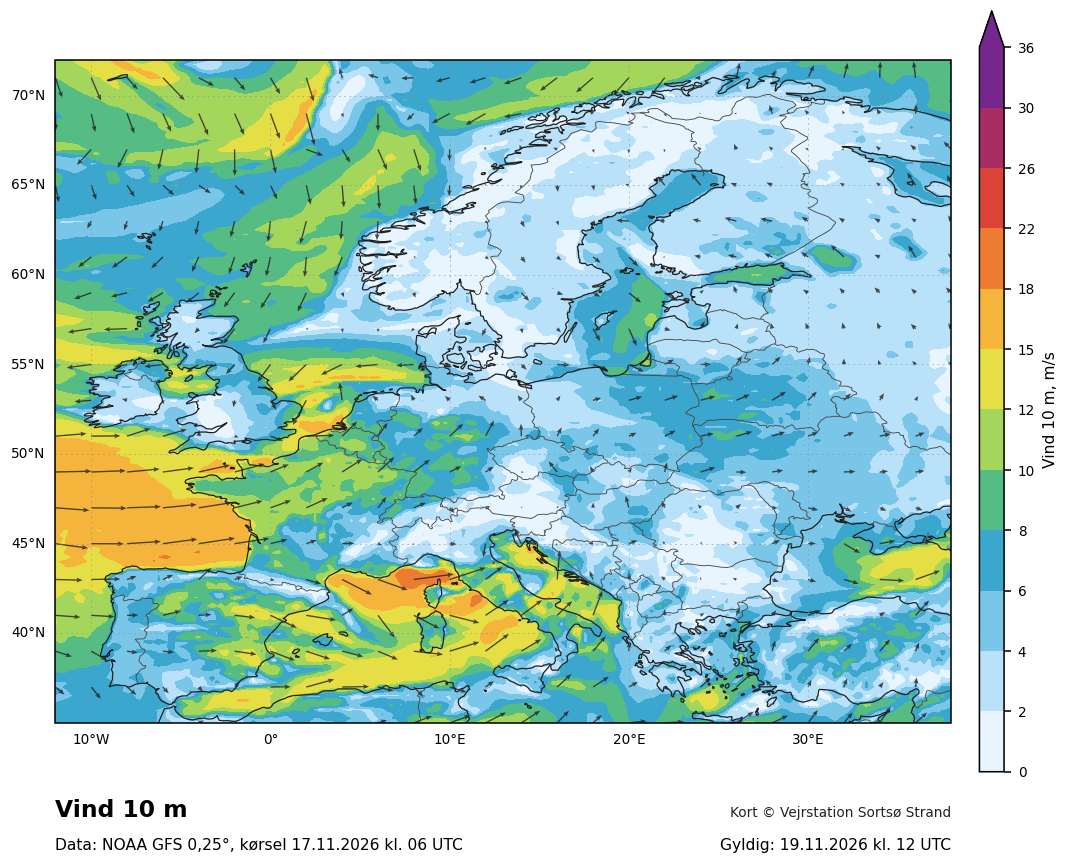 70°N
65°N
60°N
55°N
50°N
45°N
40°N
10°W
0°
10°E
20°E
30°E
36
30
26
22
18
15
12
10
8
6
4
2
0
Vind 10 m, m/s
Vind 10 m
Kort © Vejrstation Sortsø Strand
Data: NOAA GFS 0,25°, kørsel 17.11.2026 kl. 06 UTC
Gyldig: 19.11.2026 kl. 12 UTC